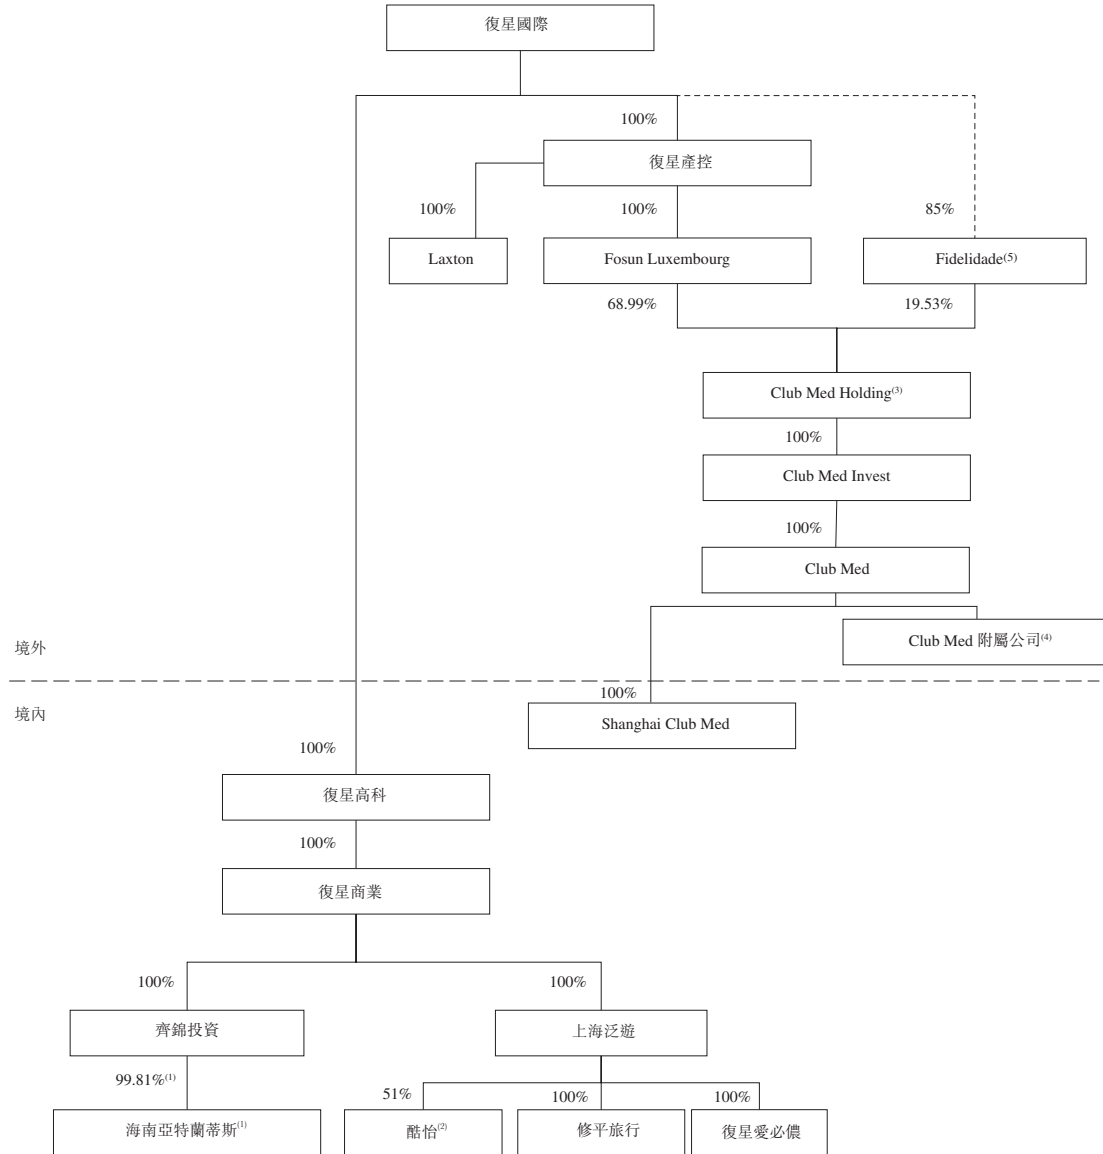 復星國際
100%
復星產控
100%
100%
85%
Laxton
Fosun Luxembourg
Fidelidade(5)
68.99%
19.53%
Club Med Holding(3)
100%
Club Med Invest
100%
Club Med
Club Med 附屬公司(4)
境外
100%
境內
Shanghai Club Med
100%
復星高科
100%
復星商業
100%
100%
齊錦投資
上海泛遊
99.81%(1)
51%
100%
100%
海南亞特蘭蒂斯(1)
酷怡(2)
修平旅行
復星愛必儂